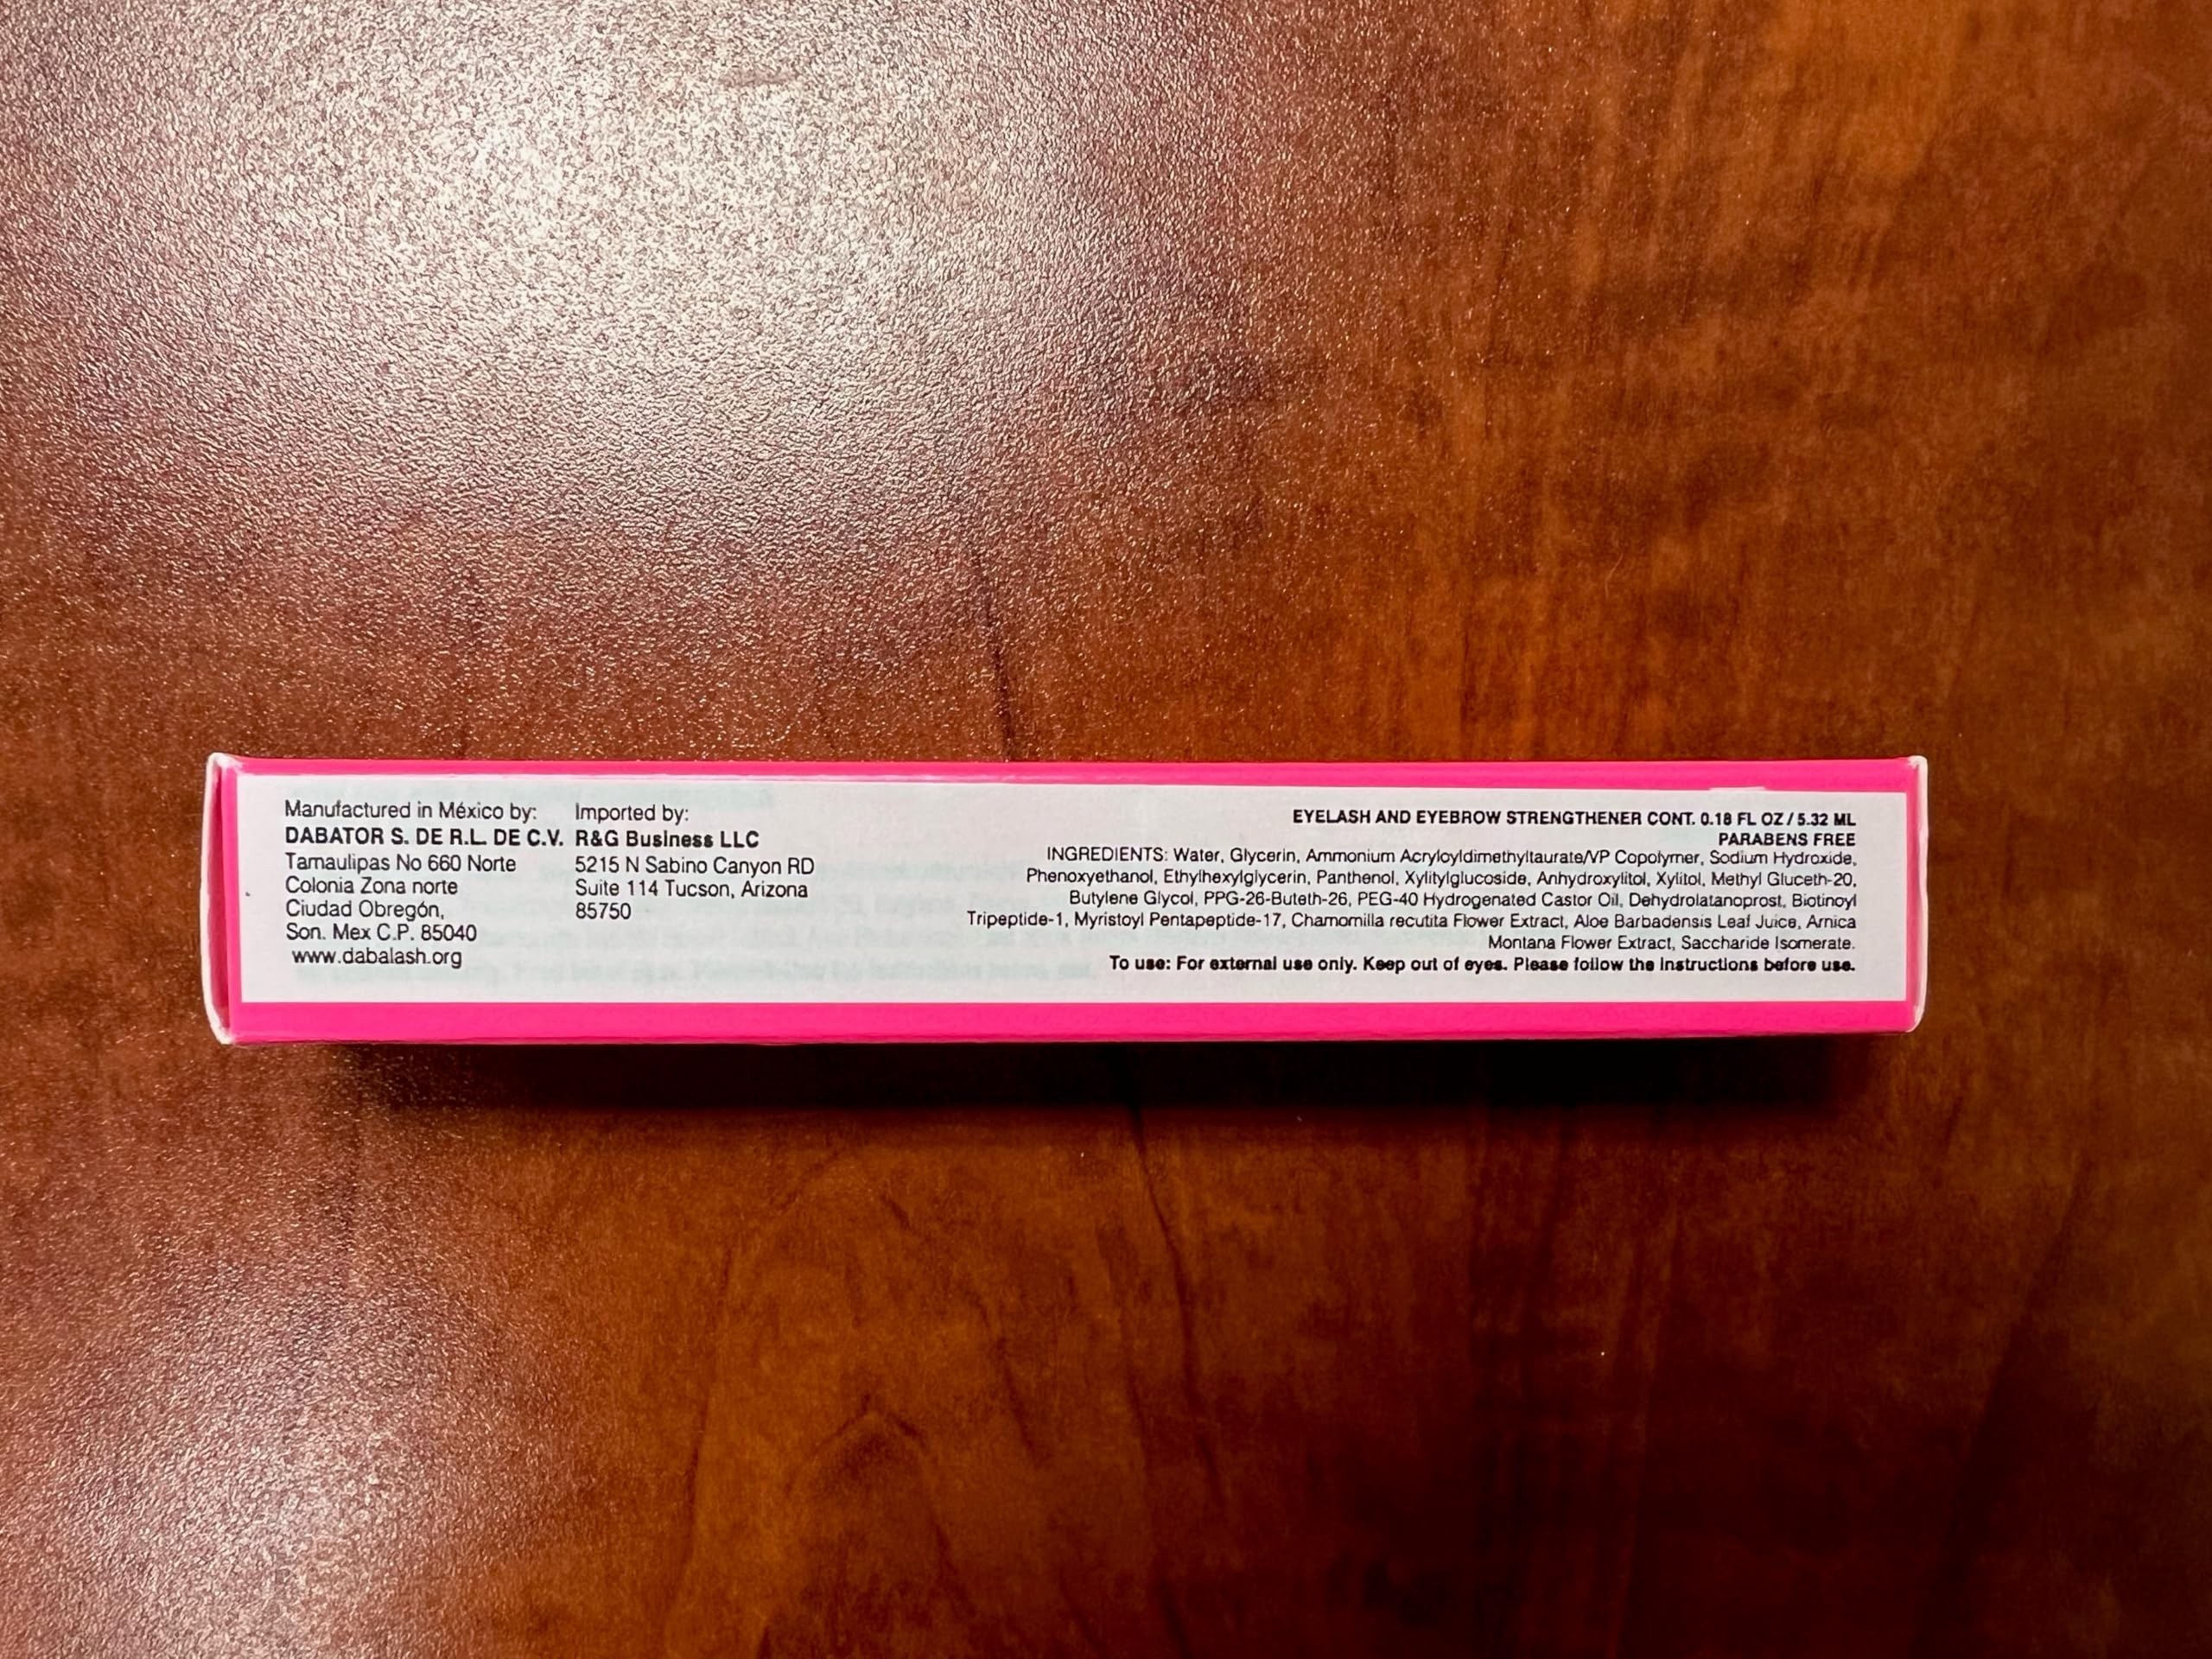 Manufactured in México by:
DABATOR S. DE R.L. DE C.V.
Tamaulipas No 660 Norte
Colonia Zona norte
Ciudad Obregón,
Son. Mex C.P. 85040
www.dabalash.org
Imported by:
R&G Business LLC
5215 N Sabino Canyon RD
Suite 114 Tucson, Arizona
85750
EYELASH AND EYEBROW STRENGTHENER CONT. 0.18 FL OZ / 5.32 ML
PARABENS FREE
INGREDIENTS: Water, Glycerin, Ammonium Acryloyldimethyltaurate/VP Copolymer, Sodium Hydroxide,
Phenoxyethanol, Ethylhexylglycerin, Panthenol, Xylitylglucoside, Anhydroxylitol, Xylitol, Methyl Gluceth-20,
Butylene Glycol, PPG-26-Buteth-26, PEG-40 Hydrogenated Castor Oil, Dehydrolatanoprost, Biotinoyl
Tripeptide-1, Myristoyl Pentapeptide-17, Chamomilla recutita Flower Extract, Aloe Barbadensis Leaf Juice, Arnica
Montana Flower Extract, Saccharide Isomerate.
To use: For external use only. Keep out of eyes. Please follow the instructions before use.